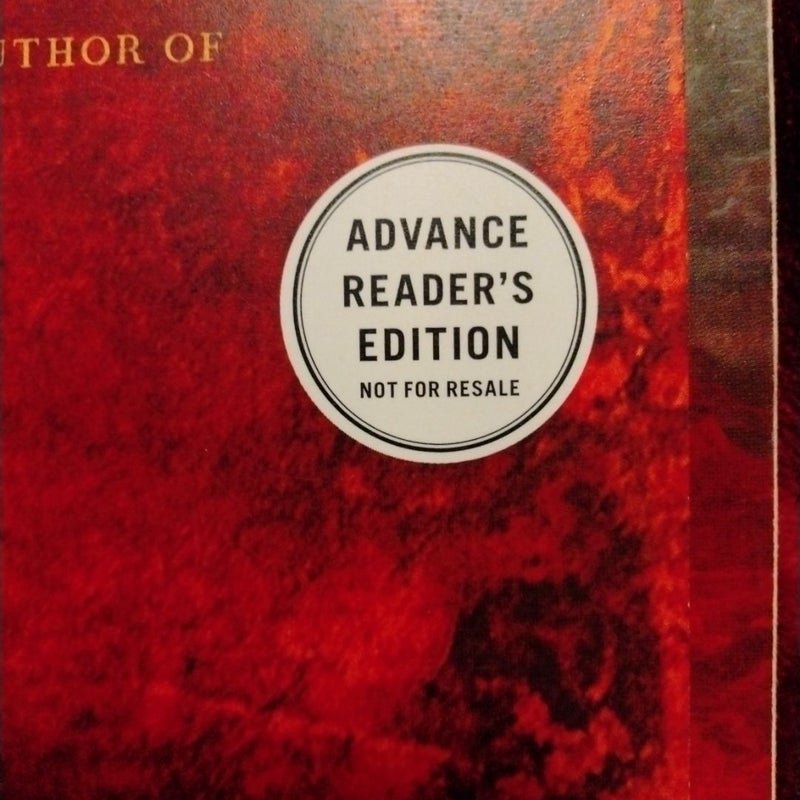 UTHOR OF
ADVANCE
READER'S
EDITION
NOT FOR RESALE